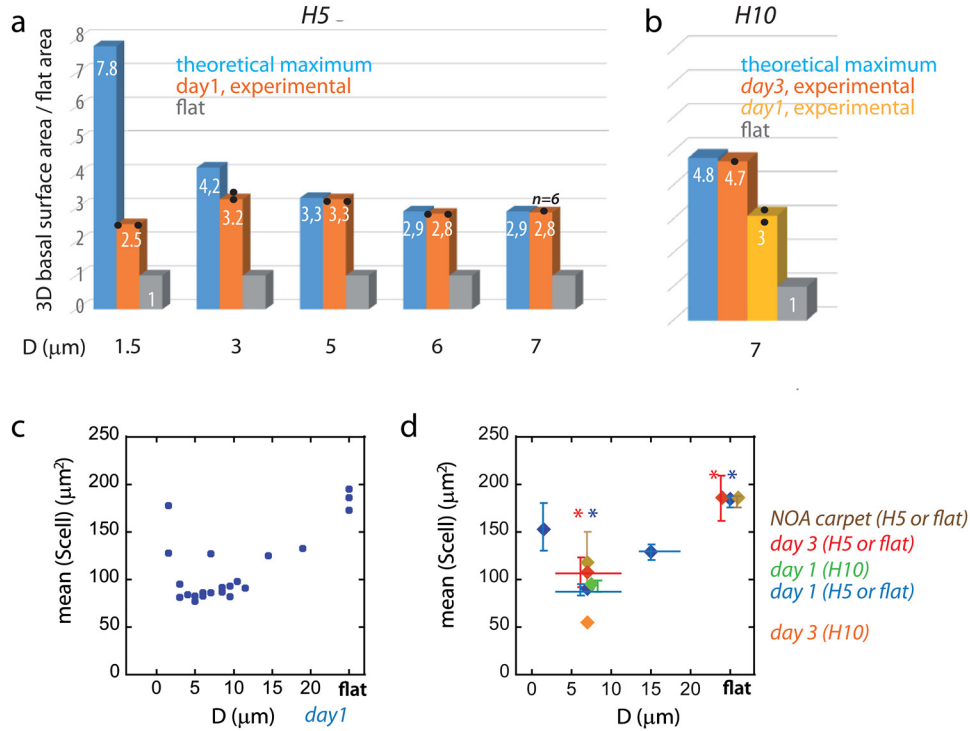 a
H5
b
H10
3D basal surface area / flat area
8
7
6
5
4
3
2
1
0
theoretical maximum
day1, experimental
flat
7.8
2.5
1
4,2
3.2
3,3
3,3
2,9
2,8
n=6
2,9
2,8
D (μm)
1.5
3
5
6
7
theoretical maximum
day3, experimental
day1, experimental
flat
4.8
4.7
3
1
7
c
mean (Scell) (μm²)
250
200
150
100
50
0
0
5
10
15
20
flat
D (μm)
day1
d
mean (Scell) (μm²)
250
200
150
100
50
0
* *
* *
0
5
10
15
20
flat
D (μm)
NOA carpet (H5 or flat)
day 3 (H5 or flat)
day 1 (H10)
day 1 (H5 or flat)
day 3 (H10)